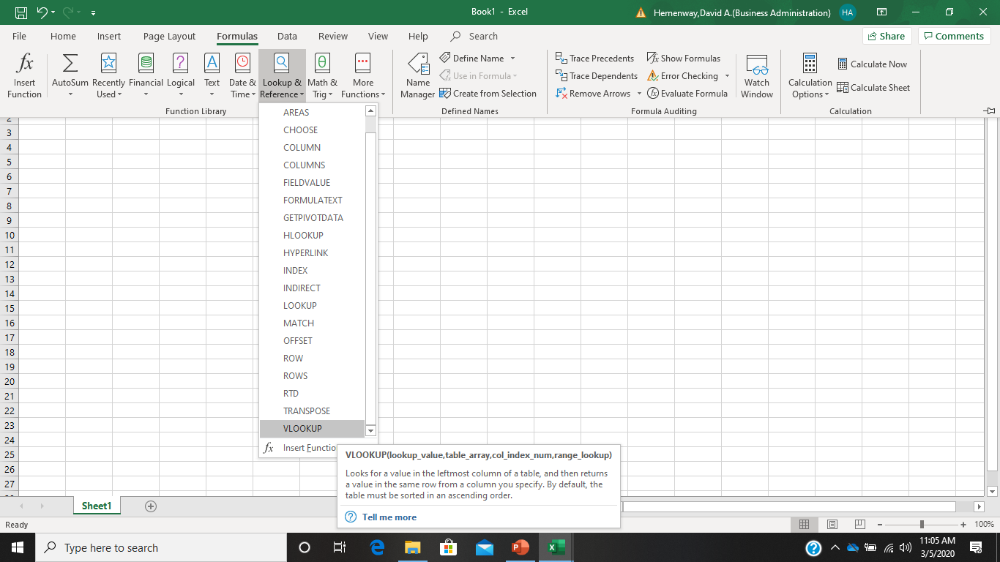 Book1 - Excel
Hemenway,David A.(Business Administration)
HA
File Home Insert Page Layout Formulas Data Review View Help Search
Share Comments
fx
Insert Function
AutoSum
Recently Used
Financial
Logical
Text
Date & Time
Lookup & Reference
Math & Trig
More Functions
Function Library
Name Manager
Define Name
Use in Formula
Create from Selection
Defined Names
Trace Precedents
Trace Dependents
Remove Arrows
Show Formulas
Error Checking
Evaluate Formula
Formula Auditing
Watch Window
Calculation Options
Calculate Now
Calculate Sheet
Calculation
AREAS
CHOOSE
COLUMN
COLUMNS
FIELDVALUE
FORMULATEXT
GETPIVOTDATA
HLOOKUP
HYPERLINK
INDEX
INDIRECT
LOOKUP
MATCH
OFFSET
ROW
ROWS
RTD
TRANSPOSE
VLOOKUP
fx Insert Functio
2
3
4
5
6
7
8
9
10
11
12
13
14
15
16
17
18
19
20
21
22
23
24
25
26
27
VLOOKUP(lookup_value,table_array,col_index_num,range_lookup)
Looks for a value in the leftmost column of a table, and then returns
a value in the same row from a column you specify. By default, the
table must be sorted in an ascending order.
Tell me more
Sheet1
Ready
100%
Type here to search
11:05 AM
3/5/2020